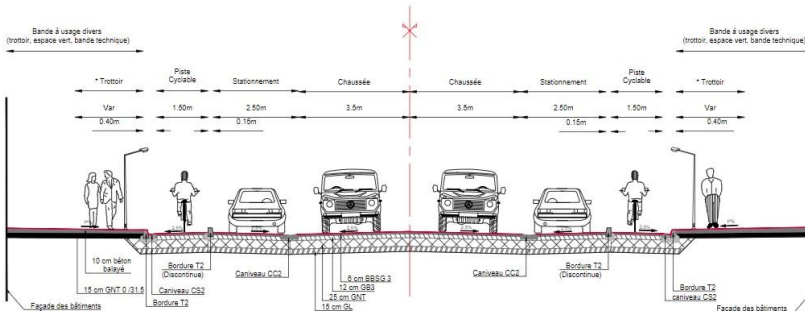 Bande à usage divers
(trottoir, espace vert, bande technique)
Bande à usage divers
(trottoir, espace vert, bande technique)
* Trottoir
Piste
Cyclable
Stationnement
Chaussée
Chaussée
Stationnement
Piste
Cyclable
* Trottoir
Var
1.50m
2.50m
3.5m
3.5m
2.50m
1.50m
Var
0.40m
0.15m
0.15m
0.40m
10 cm béton
balayé
15 cm GNT 0 /31.5
Façade des bâtiments
Bordure T2
(Discontinue)
Caniveau CS2
Bordure T2
Caniveau CC2
6 cm BBSG 3
12 cm GB3
25 cm GNT
15 cm GL
Caniveau CC2
Bordure T2
(Discontinue)
Bordure T2
caniveau CS2
Façade des bâtiments